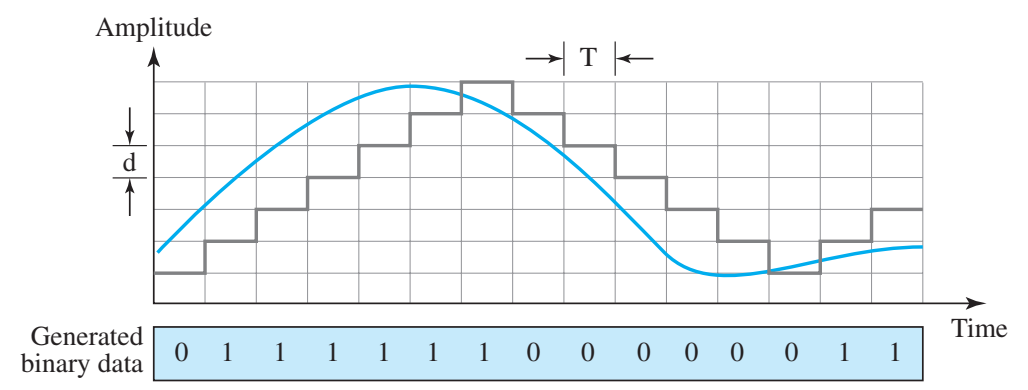 Amplitude
T
d
Time
Generated
binary data
0 1 1 1 1 1 1 0 0 0 0 0 0 1 1